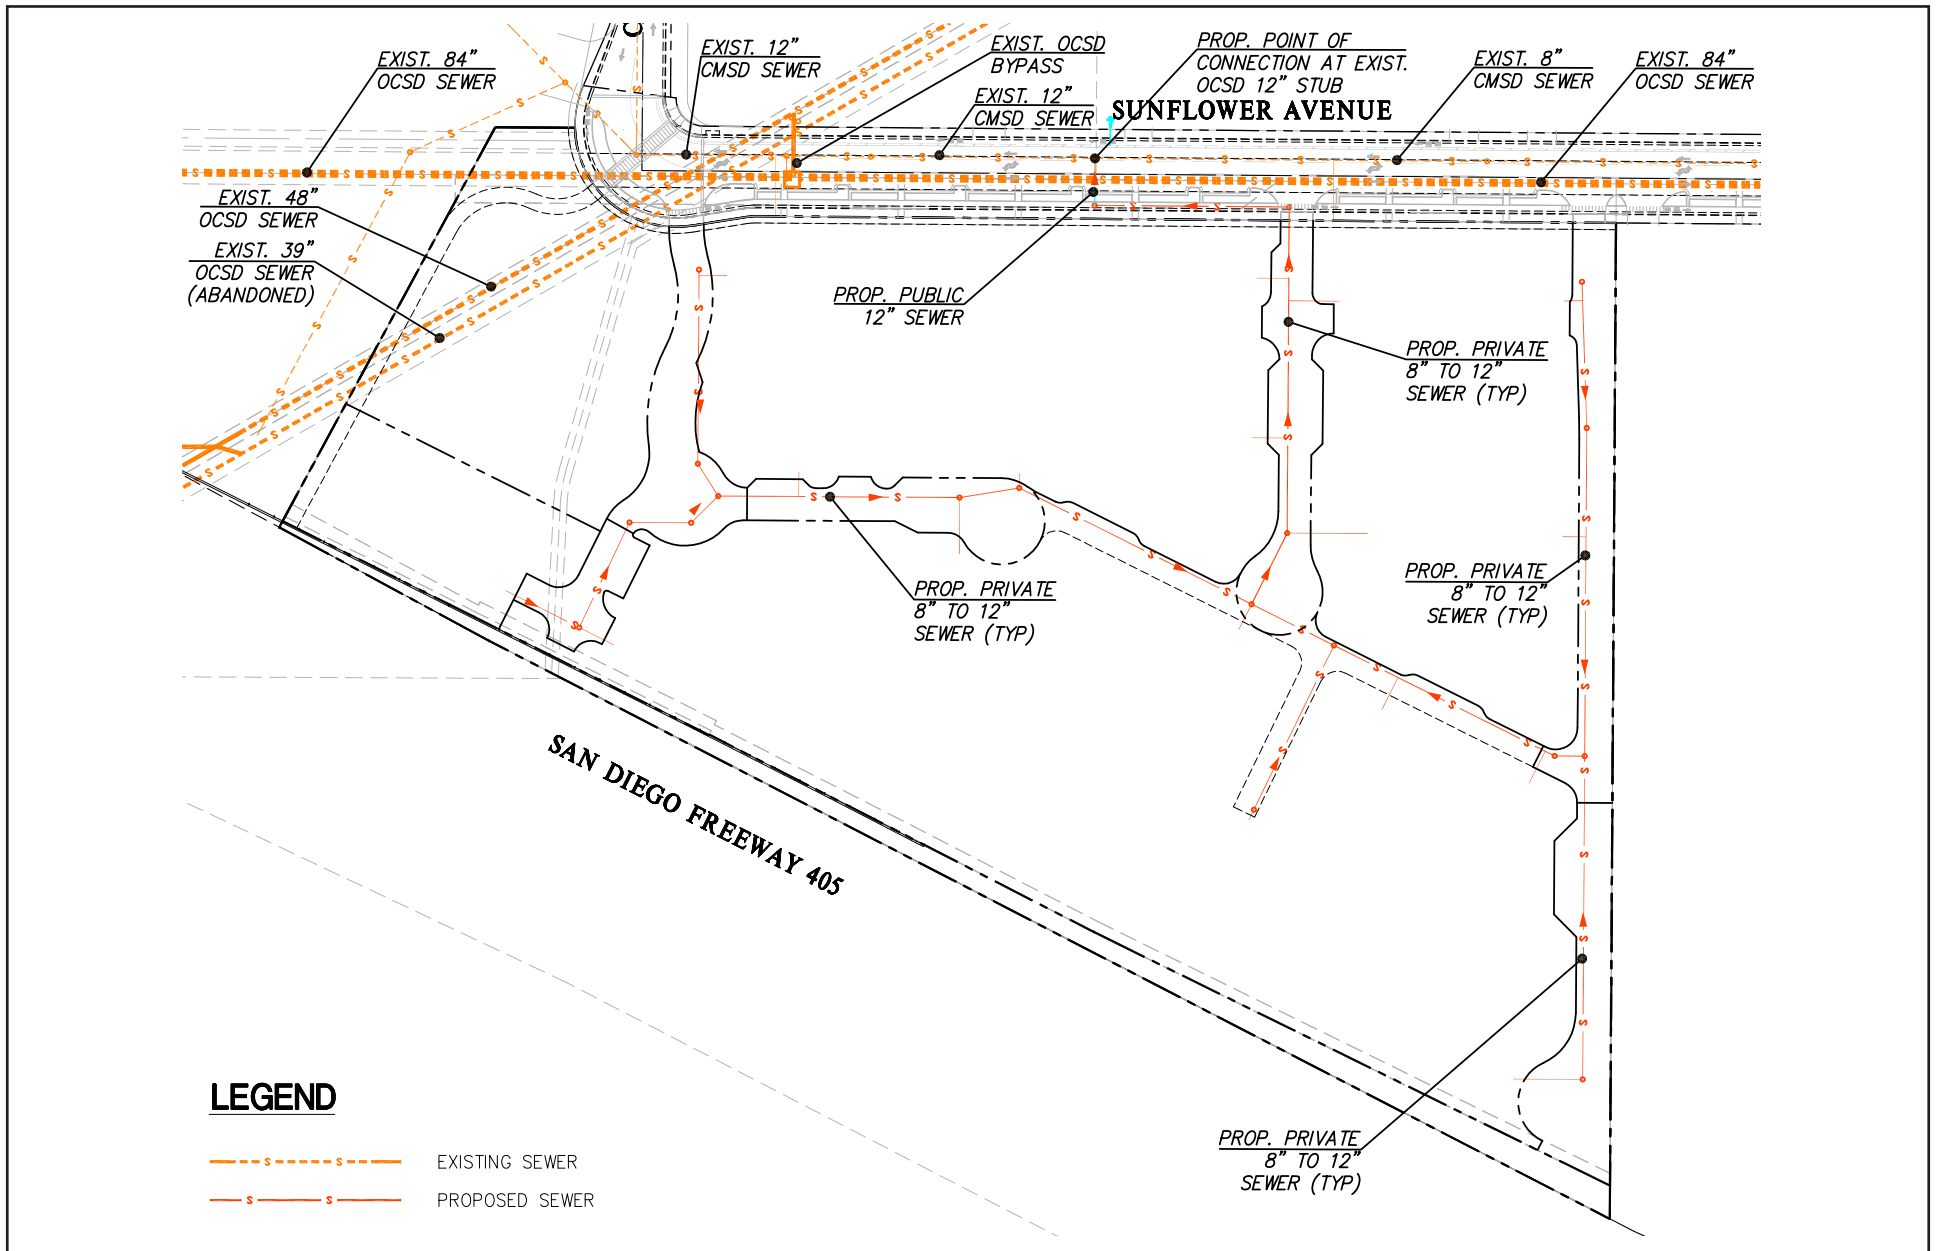 C
EXIST. 84"
OCSD SEWER
EXIST. 12"
CMSD SEWER
EXIST. OCSD
BYPASS
EXIST. 12"
CMSD SEWER
PROP. POINT OF
CONNECTION AT EXIST.
OCSD 12" STUB
SUNFLOWER AVENUE
EXIST. 8"
CMSD SEWER
EXIST. 84"
OCSD SEWER
EXIST. 48"
OCSD SEWER
EXIST. 39"
OCSD SEWER
(ABANDONED)
PROP. PUBLIC
12" SEWER
PROP. PRIVATE
8" TO 12"
SEWER (TYP)
PROP. PRIVATE
8" TO 12"
SEWER (TYP)
PROP. PRIVATE
8" TO 12"
SEWER (TYP)
SAN DIEGO FREEWAY 405
PROP. PRIVATE
8" TO 12"
SEWER (TYP)
LEGEND
S S EXISTING SEWER
S S PROPOSED SEWER